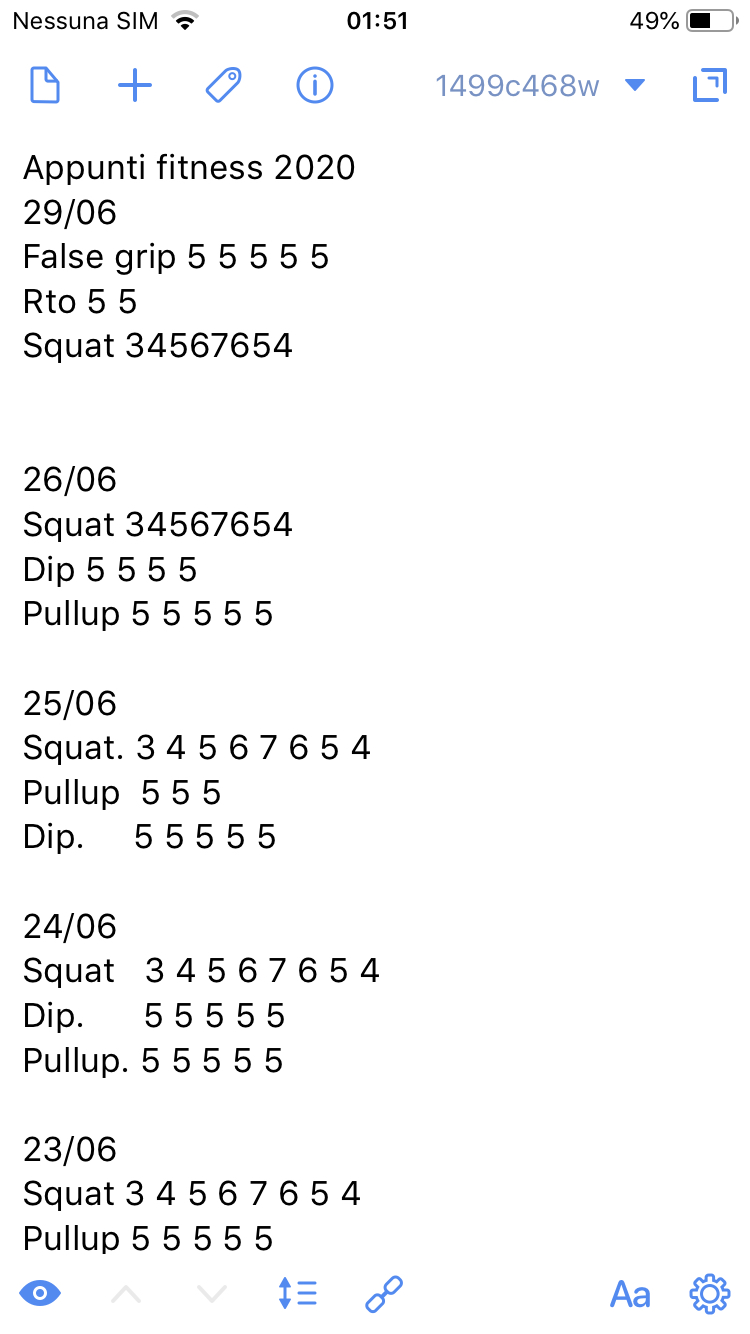 Nessuna SIM 01:51 49%
1499c468w
Appunti fitness 2020
29/06
False grip 5 5 5 5 5
Rto 5 5
Squat 34567654
26/06
Squat 34567654
Dip 5 5 5 5
Pullup 5 5 5 5 5
25/06
Squat. 3 4 5 6 7 6 5 4
Pullup 5 5 5
Dip. 5 5 5 5 5
24/06
Squat 3 4 5 6 7 6 5 4
Dip. 5 5 5 5 5
Pullup. 5 5 5 5 5
23/06
Squat 3 4 5 6 7 6 5 4
Pullup 5 5 5 5 5
Aa